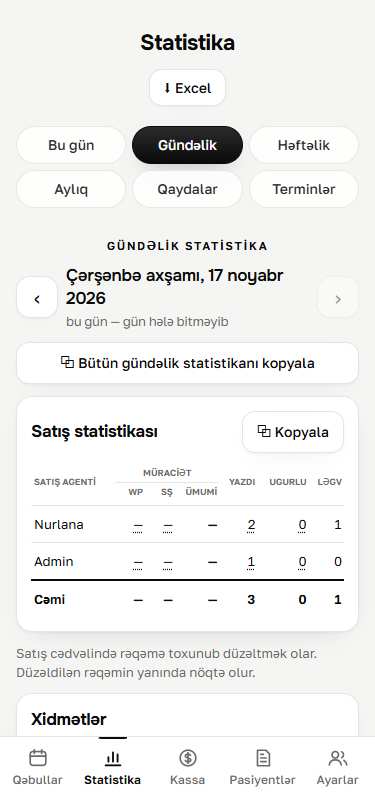 Statistika
⭳ Excel
Bu gün Gündəlik Həftəlik
Aylıq Qaydalar Terminlər
GÜNDƏLİK STATİSTİKA
‹ Çərşənbə axşamı, 17 noyabr ›
2026
bu gün — gün hələ bitməyib
Bütün gündəlik statistikanı kopyala
Satış statistikası Kopyala
SATIŞ AGENTİ MÜRACİƏT YAZDI UGURLU LƏGV
WP SŞ ÜMUMİ
Nurlana — — — 2 0 1
Admin — — — 1 0 0
Cəmi — — — 3 0 1
Satış cədvəlində rəqəmə toxunub düzəltmək olar.
Düzəldilən rəqəmin yanında nöqtə olur.
Xidmətlər
Qəbullar Statistika Kassa Pasiyentlər Ayarlar